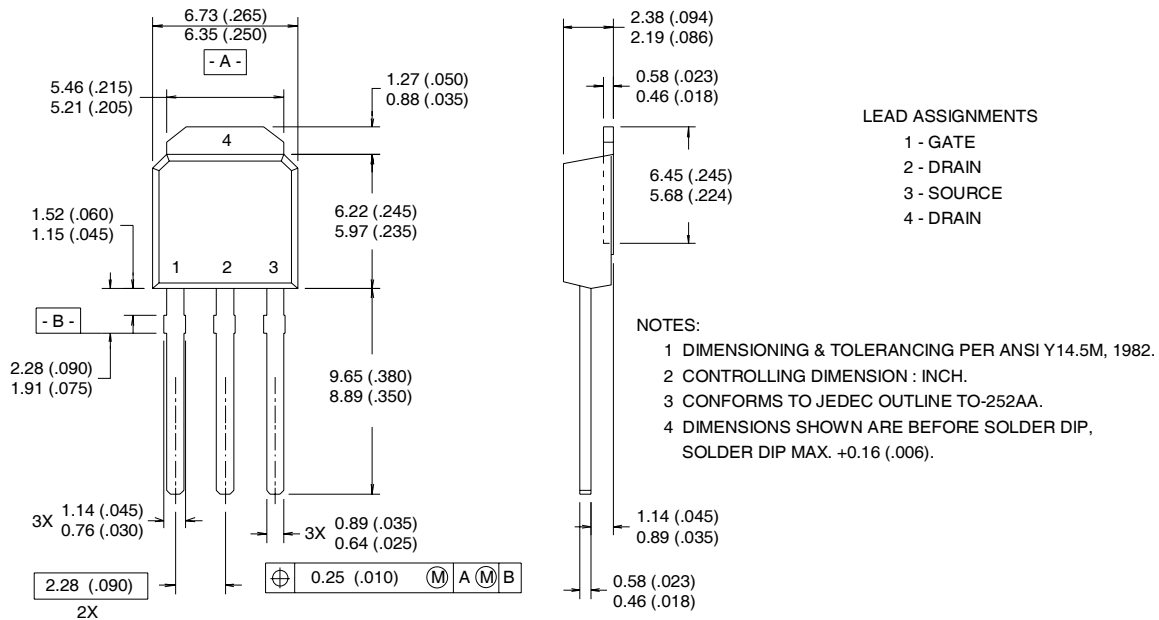 6.73 (.265)
6.35 (.250)
- A -
5.46 (.215)
5.21 (.205)
1.27 (.050)
0.88 (.035)
4
6.22 (.245)
5.97 (.235)
1.52 (.060)
1.15 (.045)
1 2 3
- B -
2.28 (.090)
1.91 (.075)
9.65 (.380)
8.89 (.350)
3X 1.14 (.045)
0.76 (.030)
3X 0.89 (.035)
0.64 (.025)
2.28 (.090)
2X
⌖ 0.25 (.010) Ⓜ A Ⓜ B
2.38 (.094)
2.19 (.086)
0.58 (.023)
0.46 (.018)
6.45 (.245)
5.68 (.224)
1.14 (.045)
0.89 (.035)
0.58 (.023)
0.46 (.018)
LEAD ASSIGNMENTS
1 - GATE
2 - DRAIN
3 - SOURCE
4 - DRAIN
NOTES:
1 DIMENSIONING & TOLERANCING PER ANSI Y14.5M, 1982.
2 CONTROLLING DIMENSION : INCH.
3 CONFORMS TO JEDEC OUTLINE TO-252AA.
4 DIMENSIONS SHOWN ARE BEFORE SOLDER DIP,
SOLDER DIP MAX. +0.16 (.006).